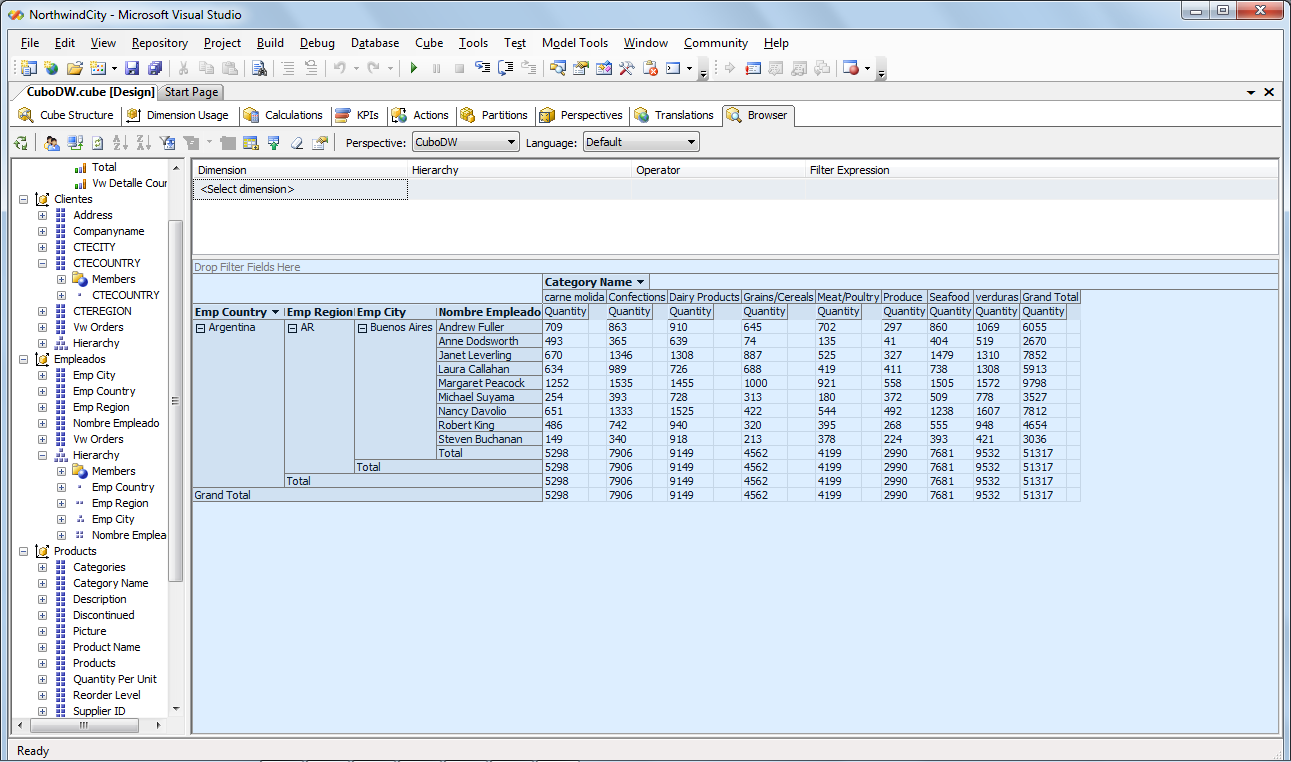 NorthwindCity - Microsoft Visual Studio
File Edit View Repository Project Build Debug Database Cube Tools Test Model Tools Window Community Help
CuboDW.cube [Design] Start Page
Cube Structure Dimension Usage Calculations KPIs Actions Partitions Perspectives Translations Browser
Perspective: CuboDW Language: Default
Total
Vw Detalle Cour
Clientes
Address
Companyname
CTECITY
CTECOUNTRY
Members
CTECOUNTRY
CTEREGION
Vw Orders
Hierarchy
Empleados
Emp City
Emp Country
Emp Region
Nombre Empleado
Vw Orders
Hierarchy
Members
Emp Country
Emp Region
Emp City
Nombre Emplea
Products
Categories
Category Name
Description
Discontinued
Picture
Product Name
Products
Quantity Per Unit
Reorder Level
Supplier ID
Dimension Hierarchy Operator Filter Expression
<Select dimension>
Drop Filter Fields Here
Category Name
carne molida Confections Dairy Products Grains/Cereals Meat/Poultry Produce Seafood verduras Grand Total
Emp Country Emp Region Emp City Nombre Empleado Quantity Quantity Quantity Quantity Quantity Quantity Quantity Quantity Quantity
Argentina AR Buenos Aires Andrew Fuller 709 863 910 645 702 297 860 1069 6055
Anne Dodsworth 493 365 639 74 135 41 404 519 2670
Janet Leverling 670 1346 1308 887 525 327 1479 1310 7852
Laura Callahan 634 989 726 688 419 411 738 1308 5913
Margaret Peacock 1252 1535 1455 1000 921 558 1505 1572 9798
Michael Suyama 254 393 728 313 180 372 509 778 3527
Nancy Davolio 651 1333 1525 422 544 492 1238 1607 7812
Robert King 486 742 940 320 395 268 555 948 4654
Steven Buchanan 149 340 918 213 378 224 393 421 3036
Total 5298 7906 9149 4562 4199 2990 7681 9532 51317
Total 5298 7906 9149 4562 4199 2990 7681 9532 51317
Total 5298 7906 9149 4562 4199 2990 7681 9532 51317
Grand Total 5298 7906 9149 4562 4199 2990 7681 9532 51317
Ready